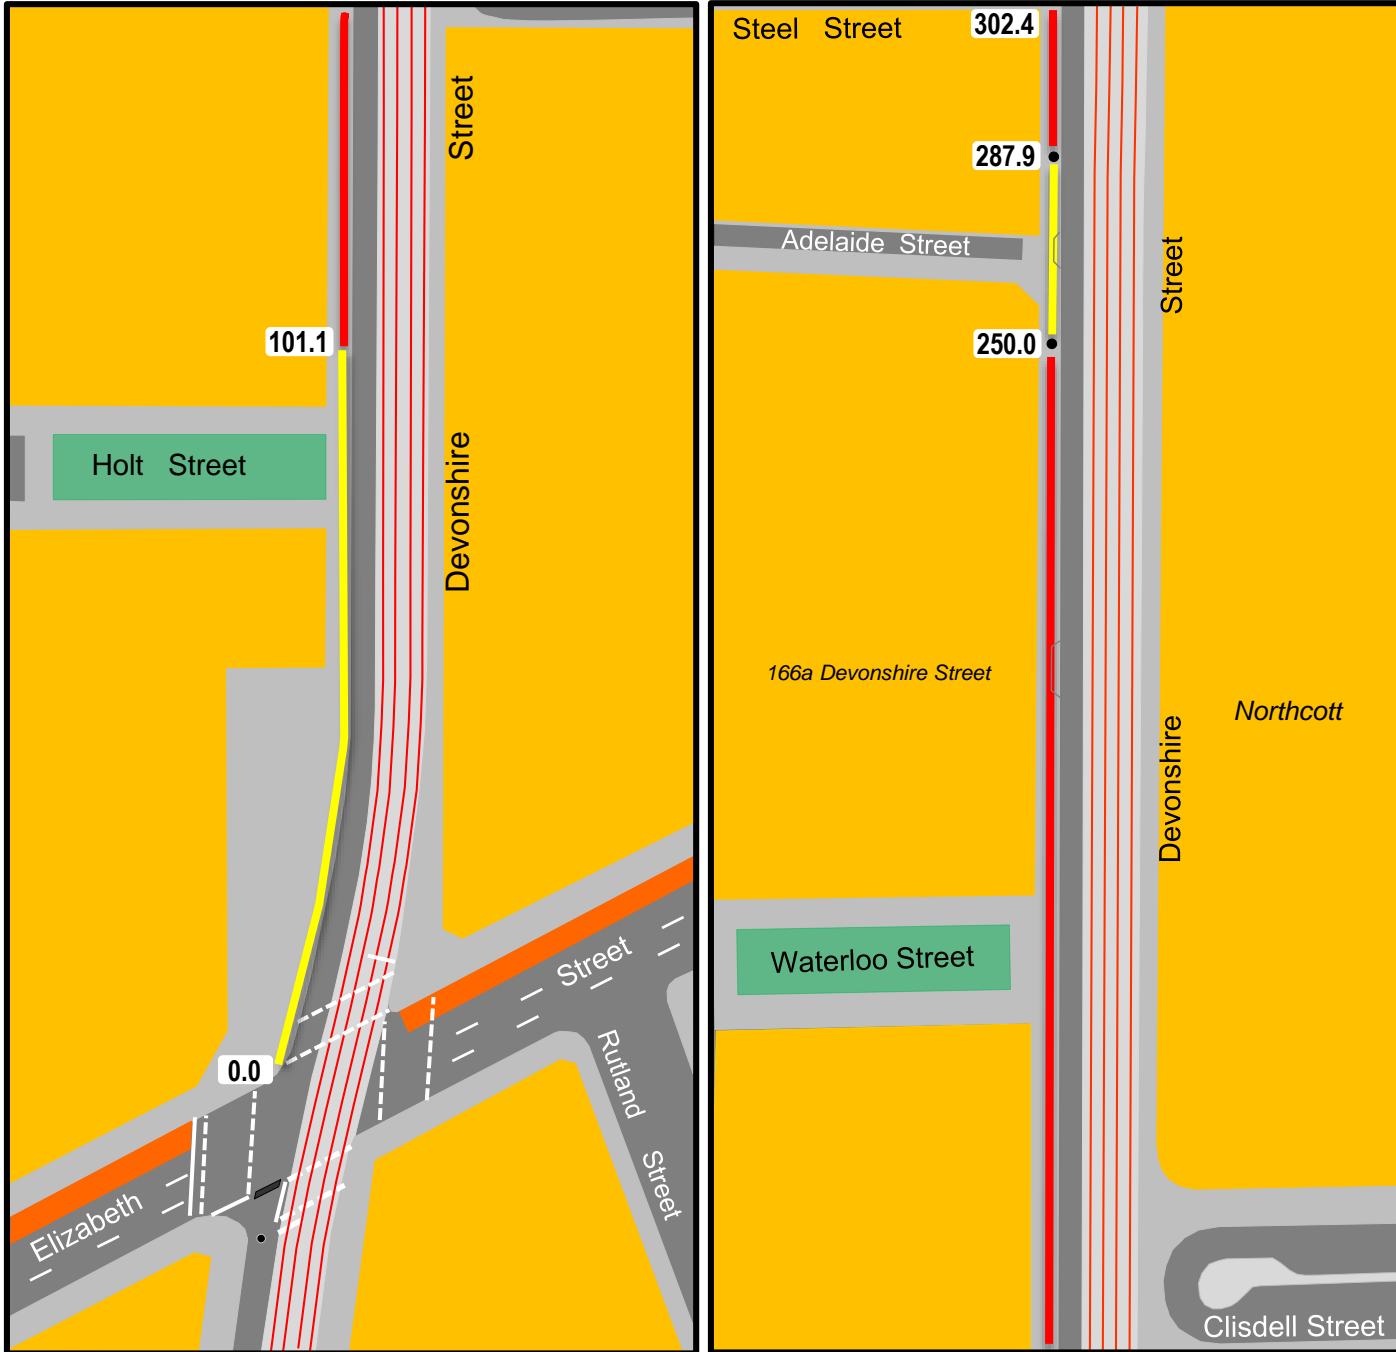 Street
101.1
Holt Street
Devonshire
Street
0.0
Rutland
Street
Elizabeth
Steel Street
302.4
287.9
Adelaide Street
Street
250.0
166a Devonshire Street
Northcott
Devonshire
Waterloo Street
Clisdell Street